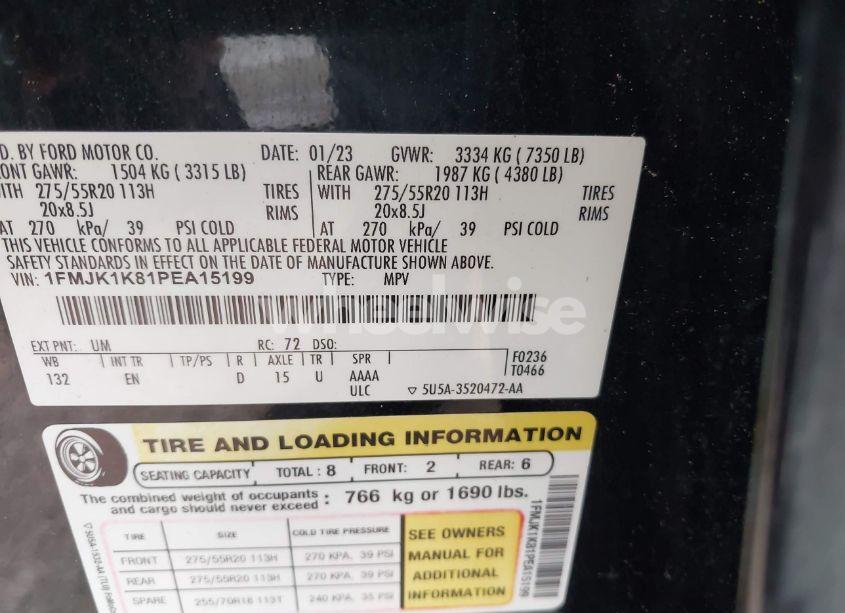 D. BY FORD MOTOR CO. DATE: 01/23 GVWR: 3334 KG ( 7350 LB)
ONT GAWR: 1504 KG ( 3315 LB) REAR GAWR: 1987 KG ( 4380 LB)
WITH 275/55R20 113H TIRES WITH 275/55R20 113H TIRES
20x8.5J RIMS 20x8.5J RIMS
AT 270 kPa/ 39 PSI COLD AT 270 kPa/ 39 PSI COLD
THIS VEHICLE CONFORMS TO ALL APPLICABLE FEDERAL MOTOR VEHICLE
SAFETY STANDARDS IN EFFECT ON THE DATE OF MANUFACTURE SHOWN ABOVE.
VIN: 1FMJK1K81PEA15199 TYPE: MPV
wheelwise
EXT PNT: UM RC: 72 DSO:
WB INT TR TP/PS R AXLE TR SPR F0236
132 EN D 15 U AAAA T0466
ULC ▽ 5U5A-3520472-AA
TIRE AND LOADING INFORMATION
SEATING CAPACITY TOTAL : 8 FRONT: 2 REAR: 6
The combined weight of occupants and cargo should never exceed : 766 kg or 1690 lbs.
TIRE SIZE COLD TIRE PRESSURE SEE OWNERS
FRONT 275/55R20 113H 270 KPA, 39 PSI MANUAL FOR
REAR 275/55R20 113H 270 KPA, 39 PSI ADDITIONAL
SPARE 255/70R18 113T 240 KPA, 35 PSI INFORMATION
1FMJK1K81PEA15199